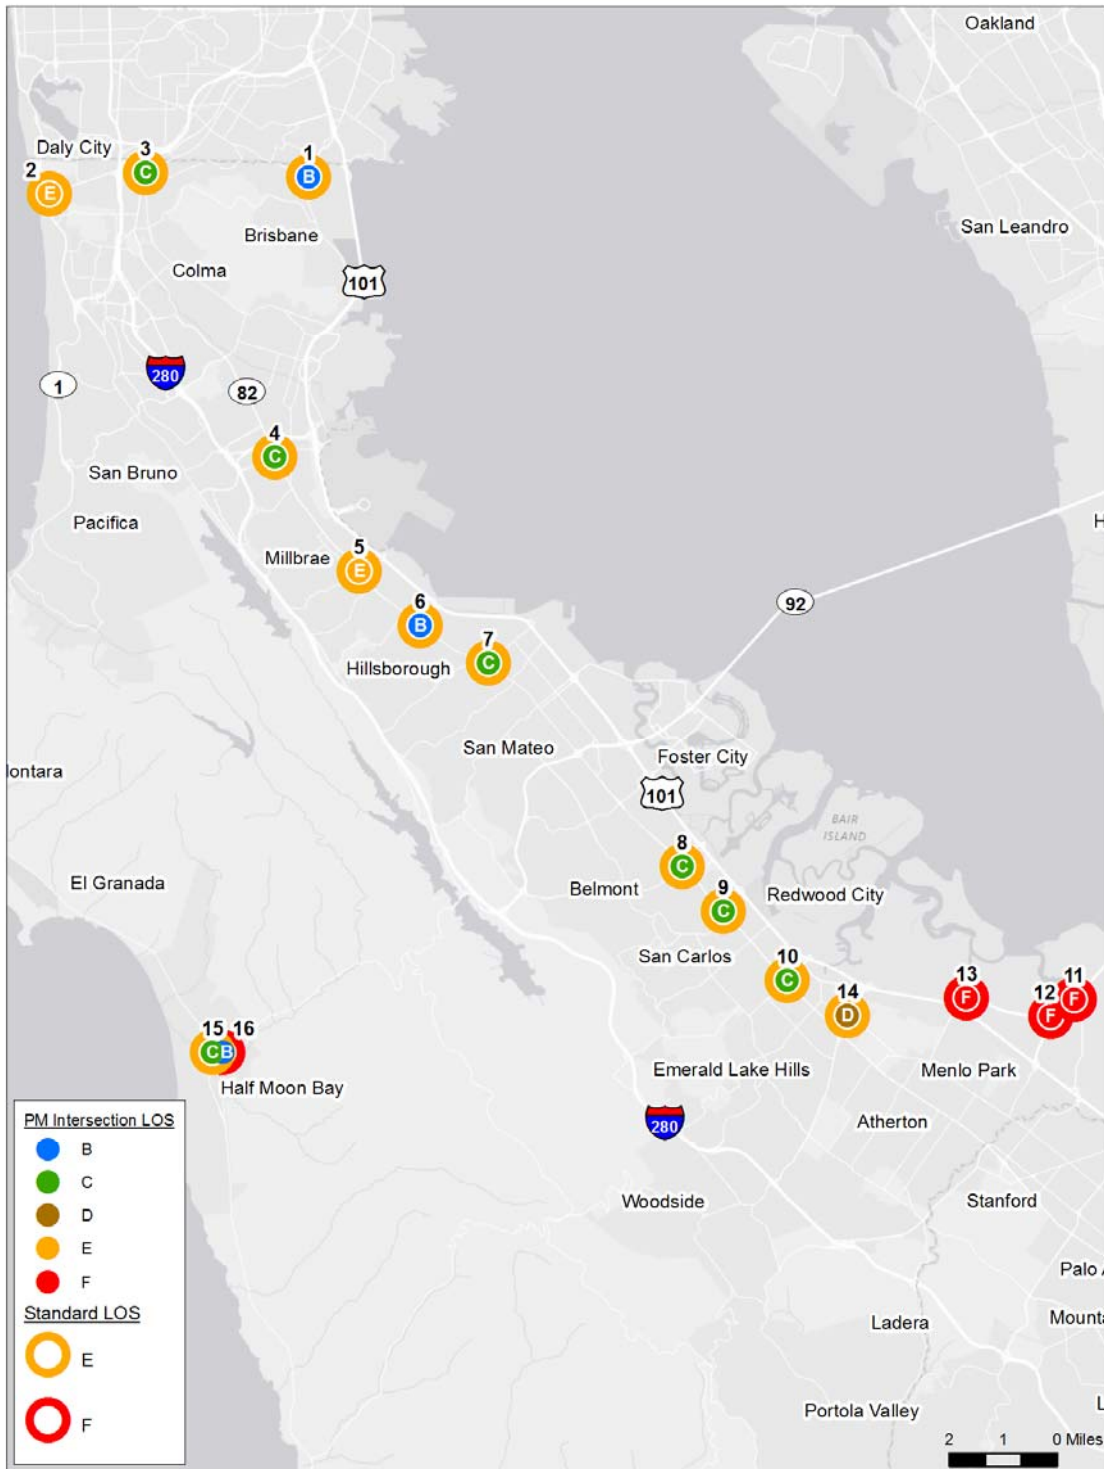 Oakland
Daly City
3
C
1
B
2
E
San Leandro
Brisbane
Colma
101
280
1
82
4
C
San Bruno
Pacifica
H
5
E
Millbrae
6
B
92
7
C
Hillsborough
San Mateo
Foster City
lontara
101
BAIR
ISLAND
8
C
El Granada
Belmont
9
C
Redwood City
San Carlos
10
C
13
F
11
F
12
F
14
D
15 16
C B
Half Moon Bay
Emerald Lake Hills
Menlo Park
280
Atherton
Woodside
Stanford
Palo A
Mounta
Ladera
L
Portola Valley
PM Intersection LOS
B
C
D
E
F
Standard LOS
E
F
2 1 0 Miles